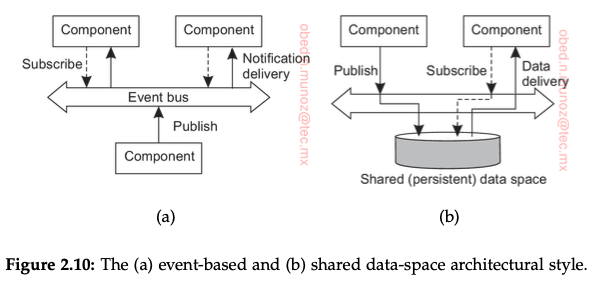 Component
Component
Subscribe
Notification
delivery
Event bus
Publish
Component
(a)
obed.n.munoz@tec.mx
Component
Component
Publish
Subscribe
Data
delivery
Shared (persistent) data space
(b)
obed.n.munoz@tec.mx
Figure 2.10: The (a) event-based and (b) shared data-space architectural style.